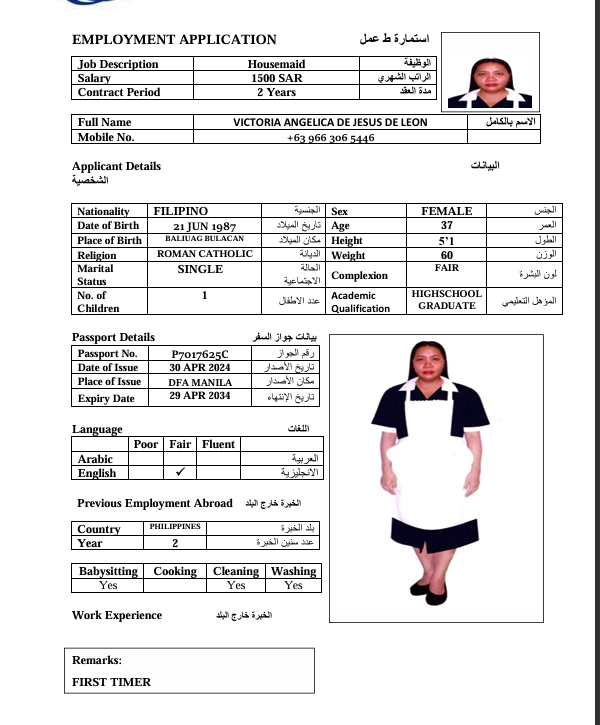 EMPLOYMENT APPLICATION استمارة ط عمل
Job Description Housemaid الوظيفة
Salary 1500 SAR الراتب الشهري
Contract Period 2 Years مدة العقد
Full Name VICTORIA ANGELICA DE JESUS DE LEON الاسم بالكامل
Mobile No. +63 966 306 5446
Applicant Details البيانات
الشخصية
Nationality FILIPINO الجنسية Sex FEMALE الجنس
Date of Birth 21 JUN 1987 تاريخ الميلاد Age 37 العمر
Place of Birth BALIUAG BULACAN مكان الميلاد Height 5'1 الطول
Religion ROMAN CATHOLIC الديانة Weight 60 الوزن
Marital Status SINGLE الحالة الاجتماعية Complexion FAIR لون البشرة
No. of Children 1 عدد الاطفال Academic Qualification HIGHSCHOOL GRADUATE المؤهل التعليمي
Passport Details بيانات جواز السفر
Passport No. P7017625C رقم الجواز
Date of Issue 30 APR 2024 تاريخ الأصدار
Place of Issue DFA MANILA مكان الأصدار
Expiry Date 29 APR 2034 تاريخ الإنتهاء
Language اللغات
Poor Fair Fluent
Arabic العربية
English ✓ الانجليزية
Previous Employment Abroad الخبرة خارج البلد
Country PHILIPPINES بلد الخبرة
Year 2 عدد سنين الخبرة
Babysitting Cooking Cleaning Washing
Yes Yes Yes
Work Experience الخبرة خارج البلد
Remarks:
FIRST TIMER